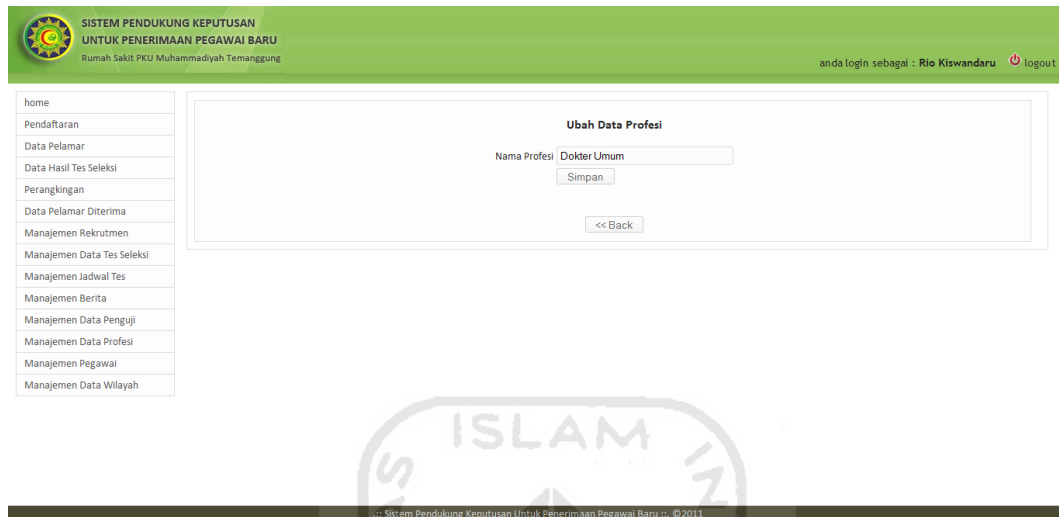 SISTEM PENDUKUNG KEPUTUSAN
UNTUK PENERIMAAN PEGAWAI BARU
Rumah Sakit PKU Muhammadiyah Temanggung
anda login sebagai : Rio Kiswandaru logout
home
Pendaftaran
Data Pelamar
Data Hasil Tes Seleksi
Perangkingan
Data Pelamar Diterima
Manajemen Rekrutmen
Manajemen Data Tes Seleksi
Manajemen Jadwal Tes
Manajemen Berita
Manajemen Data Penguji
Manajemen Data Profesi
Manajemen Pegawai
Manajemen Data Wilayah
Ubah Data Profesi
Nama Profesi Dokter Umum
Simpan
<< Back
ISLAM
.:: Sistem Pendukung Keputusan Untuk Penerimaan Pegawai Baru ::. ©2011